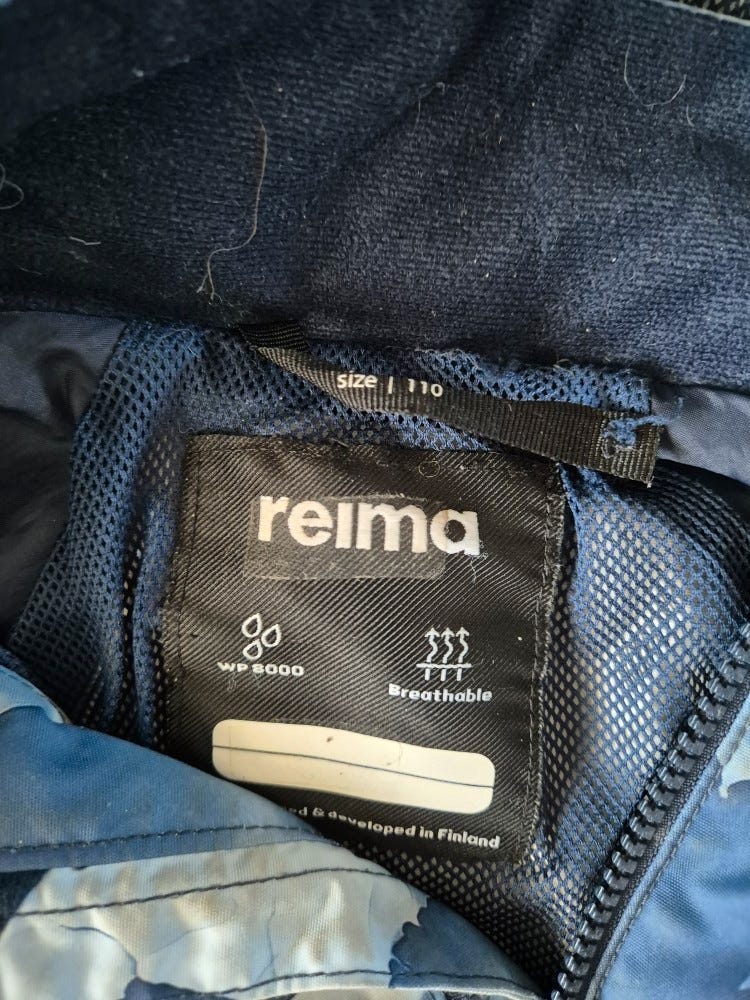 size | 110
reima
WP 8000
Breathable
& developed in Finland